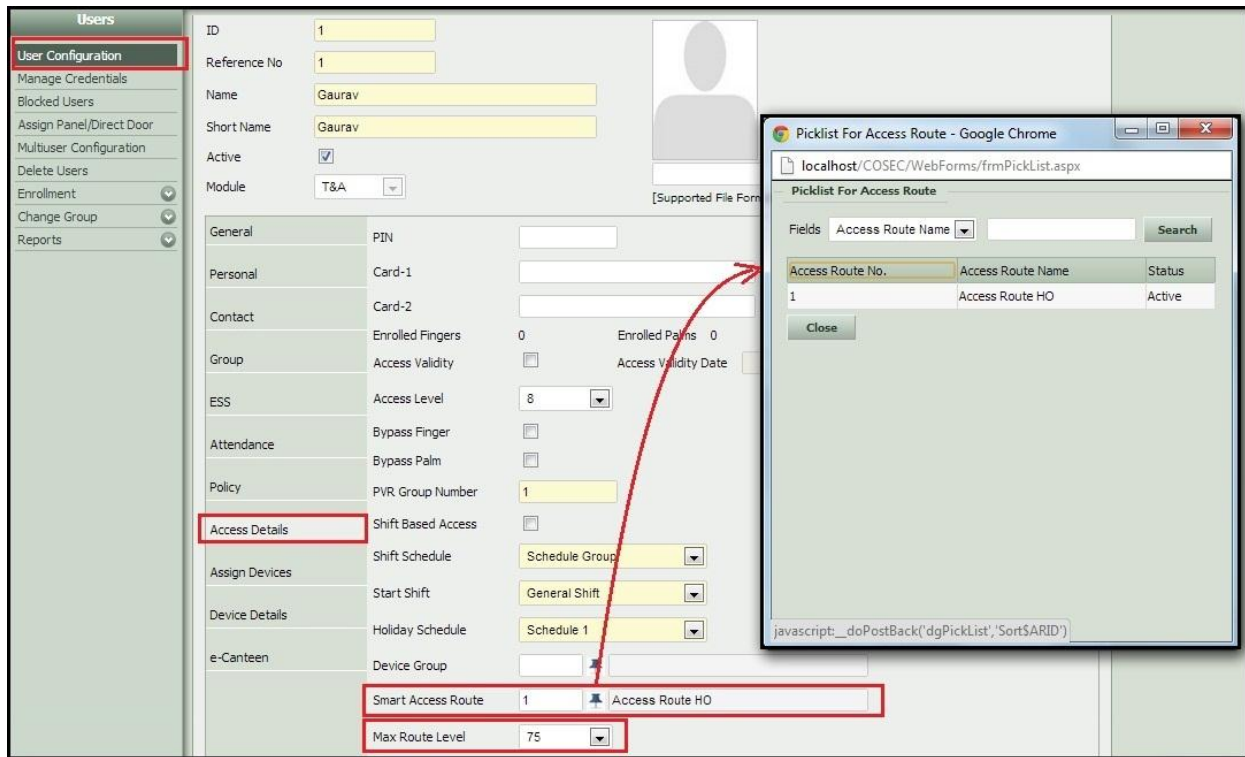 Users
User Configuration
Manage Credentials
Blocked Users
Assign Panel/Direct Door
Multiuser Configuration
Delete Users
Enrollment
Change Group
Reports
ID 1
Reference No 1
Name Gaurav
Short Name Gaurav
Active
Module T&A
[Supported File Form
General
Personal
Contact
Group
ESS
Attendance
Policy
Access Details
Assign Devices
Device Details
e-Canteen
PIN
Card-1
Card-2
Enrolled Fingers 0 Enrolled Palms 0
Access Validity Access Validity Date
Access Level 8
Bypass Finger
Bypass Palm
PVR Group Number 1
Shift Based Access
Shift Schedule Schedule Group
Start Shift General Shift
Holiday Schedule Schedule 1
Device Group
Smart Access Route 1 Access Route HO
Max Route Level 75
Picklist For Access Route - Google Chrome
localhost/COSEC/WebForms/frmPickList.aspx
Picklist For Access Route
Fields Access Route Name Search
Access Route No. Access Route Name Status
1 Access Route HO Active
Close
javascript:__doPostBack('dgPickList','Sort$ARID')